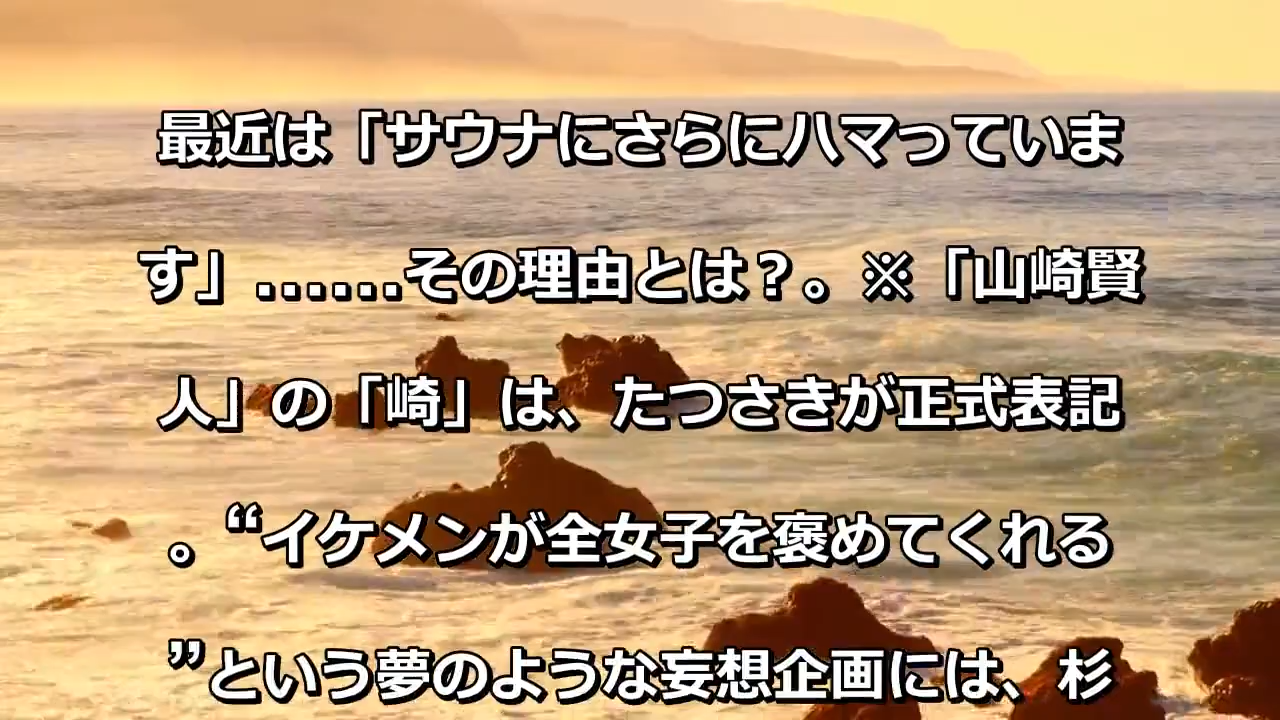 最近は「サウナにさらにハマっていま
す」……その理由とは？。※「山崎賢
人」の「崎」は、たつさきが正式表記
。“イケメンが全女子を褒めてくれる
”という夢のような妄想企画には、杉